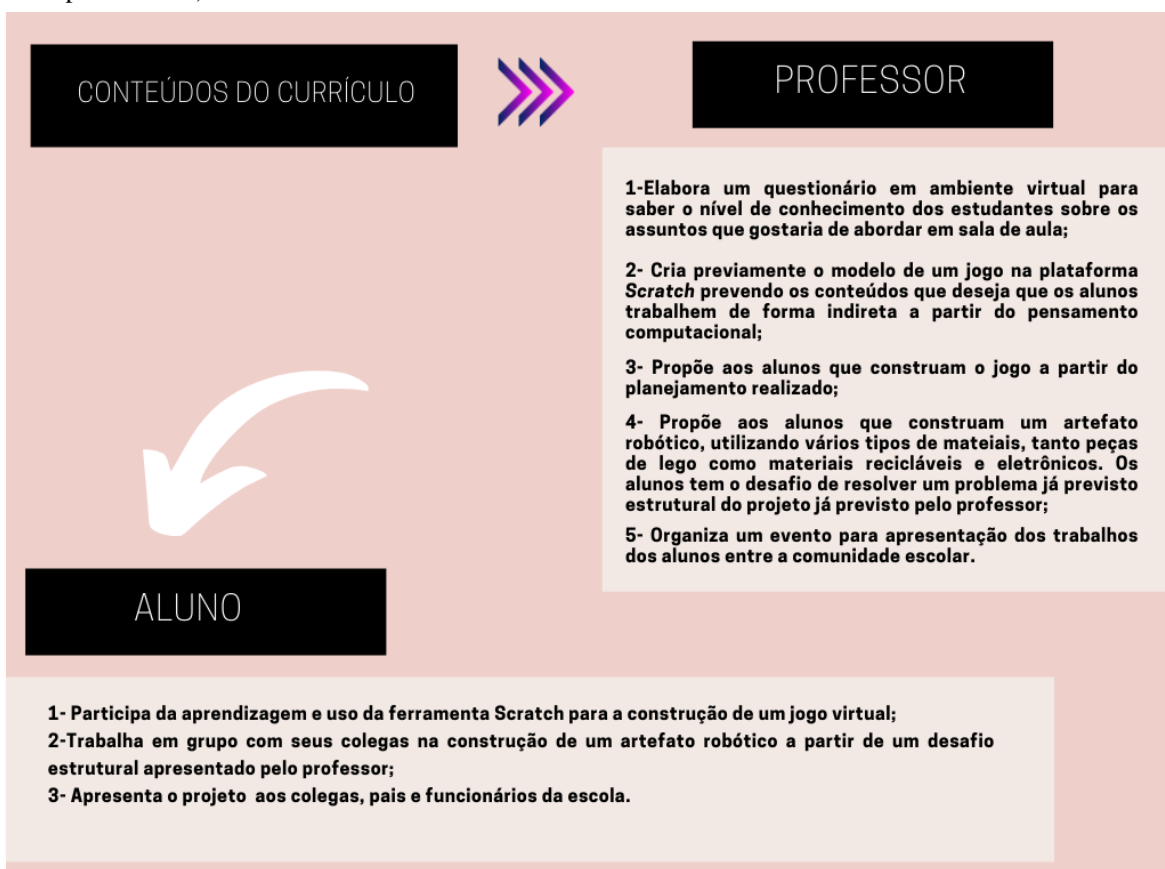 CONTEÚDOS DO CURRÍCULO
PROFESSOR
1-Elabora um questionário em ambiente virtual para
saber o nível de conhecimento dos estudantes sobre os
assuntos que gostaria de abordar em sala de aula;
2- Cria previamente o modelo de um jogo na plataforma
Scratch prevendo os conteúdos que deseja que os alunos
trabalhem de forma indireta a partir do pensamento
computacional;
3- Propõe aos alunos que construam o jogo a partir do
planejamento realizado;
4- Propõe aos alunos que construam um artefato
robótico, utilizando vários tipos de mateiais, tanto peças
de lego como materiais recicláveis e eletrônicos. Os
alunos tem o desafio de resolver um problema já previsto
estrutural do projeto já previsto pelo professor;
5- Organiza um evento para apresentação dos trabalhos
dos alunos entre a comunidade escolar.
ALUNO
1- Participa da aprendizagem e uso da ferramenta Scratch para a construção de um jogo virtual;
2-Trabalha em grupo com seus colegas na construção de um artefato robótico a partir de um desafio
estrutural apresentado pelo professor;
3- Apresenta o projeto aos colegas, pais e funcionários da escola.